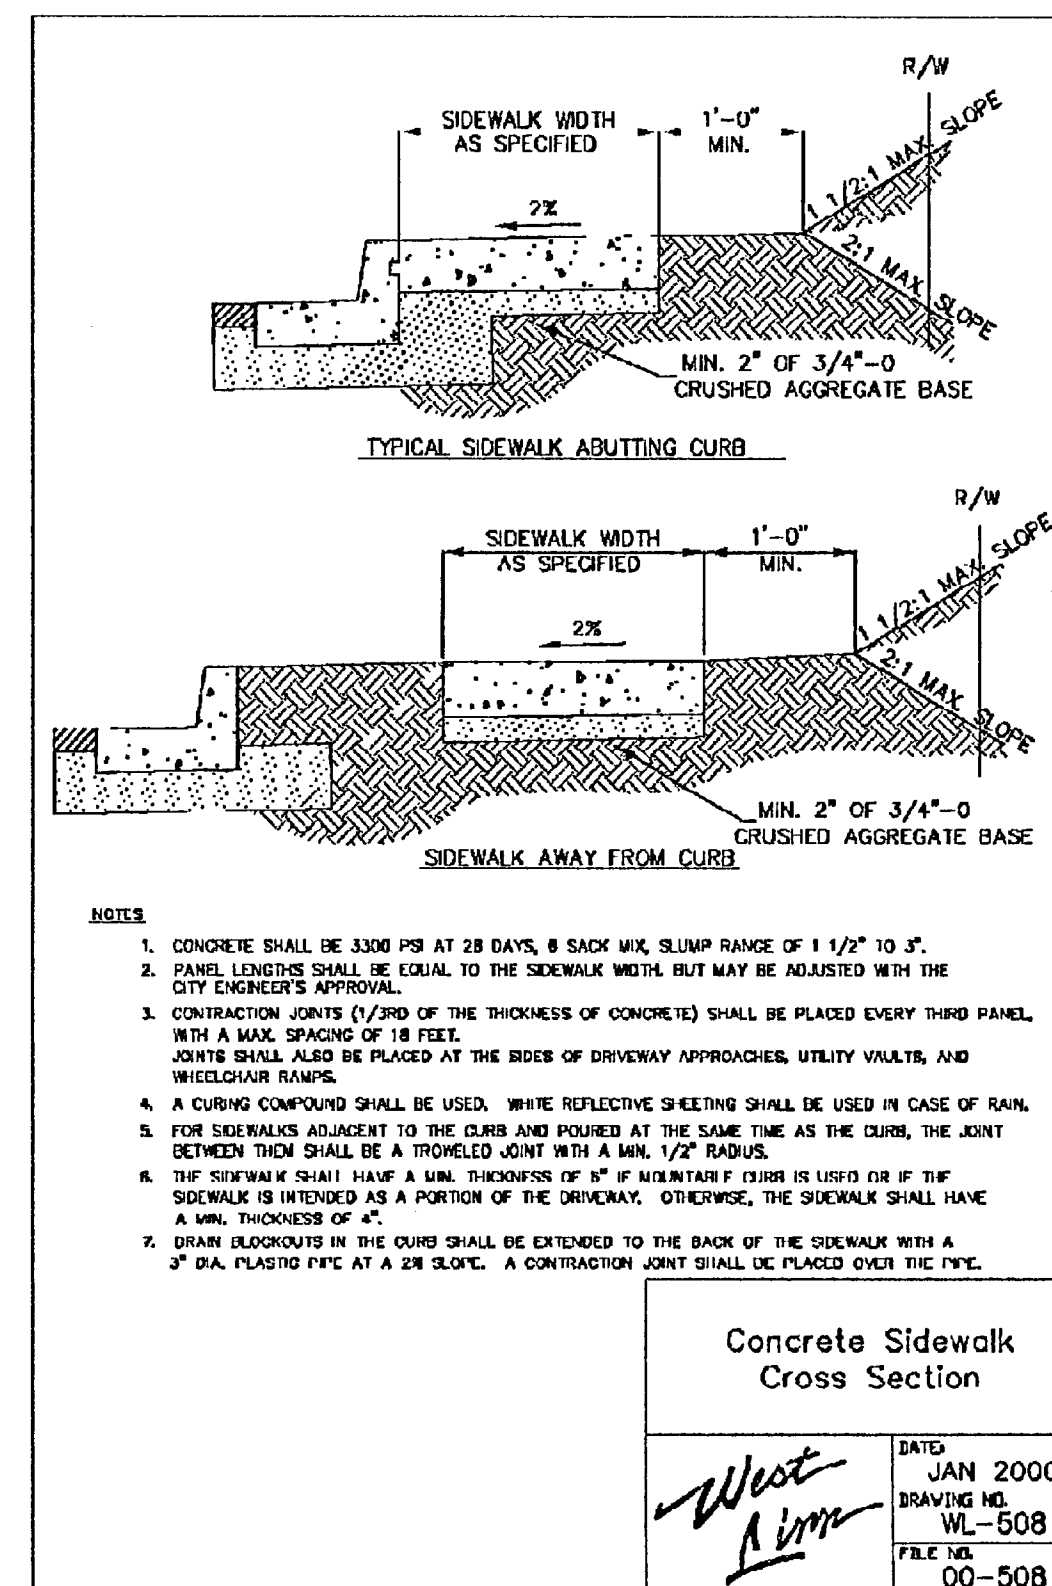 R/W
SIDEWALK WIDTH
AS SPECIFIED
1'-0"
MIN.
1 1/2:1 MAX SLOPE
2%
2:1 MAX SLOPE
MIN. 2" OF 3/4"-0
CRUSHED AGGREGATE BASE
TYPICAL SIDEWALK ABUTTING CURB
R/W
SIDEWALK WIDTH
AS SPECIFIED
1'-0"
MIN.
1 1/2:1 MAX SLOPE
2%
2:1 MAX SLOPE
MIN. 2" OF 3/4"-0
CRUSHED AGGREGATE BASE
SIDEWALK AWAY FROM CURB
NOTES
1. CONCRETE SHALL BE 3300 PSI AT 28 DAYS, 6 SACK MIX, SLUMP RANGE OF 1 1/2" TO 3".
2. PANEL LENGTHS SHALL BE EQUAL TO THE SIDEWALK WIDTH. BUT MAY BE ADJUSTED WITH THE
CITY ENGINEER'S APPROVAL.
3. CONTRACTION JOINTS (1/3RD OF THE THICKNESS OF CONCRETE) SHALL BE PLACED EVERY THIRD PANEL,
WITH A MAX. SPACING OF 18 FEET.
JOINTS SHALL ALSO BE PLACED AT THE SIDES OF DRIVEWAY APPROACHES, UTILITY VAULTS, AND
WHEELCHAIR RAMPS.
4. A CURING COMPOUND SHALL BE USED. WHITE REFLECTIVE SHEETING SHALL BE USED IN CASE OF RAIN.
5. FOR SIDEWALKS ADJACENT TO THE CURB AND POURED AT THE SAME TIME AS THE CURB, THE JOINT
BETWEEN THEM SHALL BE A TROWELED JOINT WITH A MIN. 1/2" RADIUS.
6. THE SIDEWALK SHALL HAVE A MIN. THICKNESS OF 6" IF MOUNTABLE CURB IS USED OR IF THE
SIDEWALK IS INTENDED AS A PORTION OF THE DRIVEWAY. OTHERWISE, THE SIDEWALK SHALL HAVE
A MIN. THICKNESS OF 4".
7. DRAIN BLOCKOUTS IN THE CURB SHALL BE EXTENDED TO THE BACK OF THE SIDEWALK WITH A
3" DIA. PLASTIC PIPE AT A 2% SLOPE. A CONTRACTION JOINT SHALL BE PLACED OVER THE PIPE.
Concrete Sidewalk
Cross Section
West
Linn
DATE:
JAN 2000
DRAWING NO.
WL-508
FILE NO.
00-508